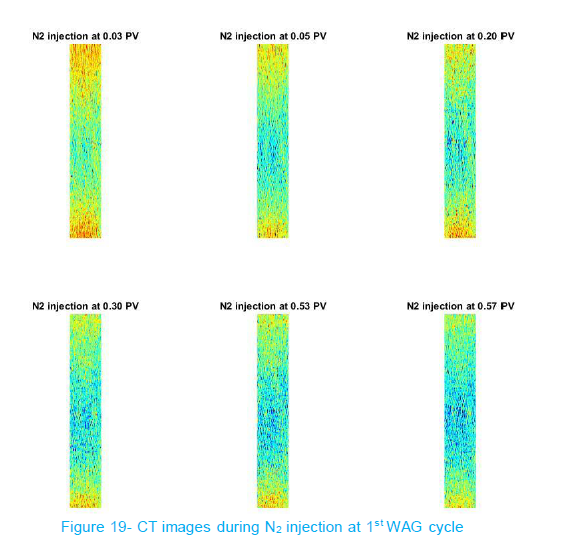 N2 injection at 0.03 PV
N2 injection at 0.05 PV
N2 injection at 0.20 PV
N2 injection at 0.30 PV
N2 injection at 0.53 PV
N2 injection at 0.57 PV
Figure 19- CT images during N₂ injection at 1ˢᵗ WAG cycle